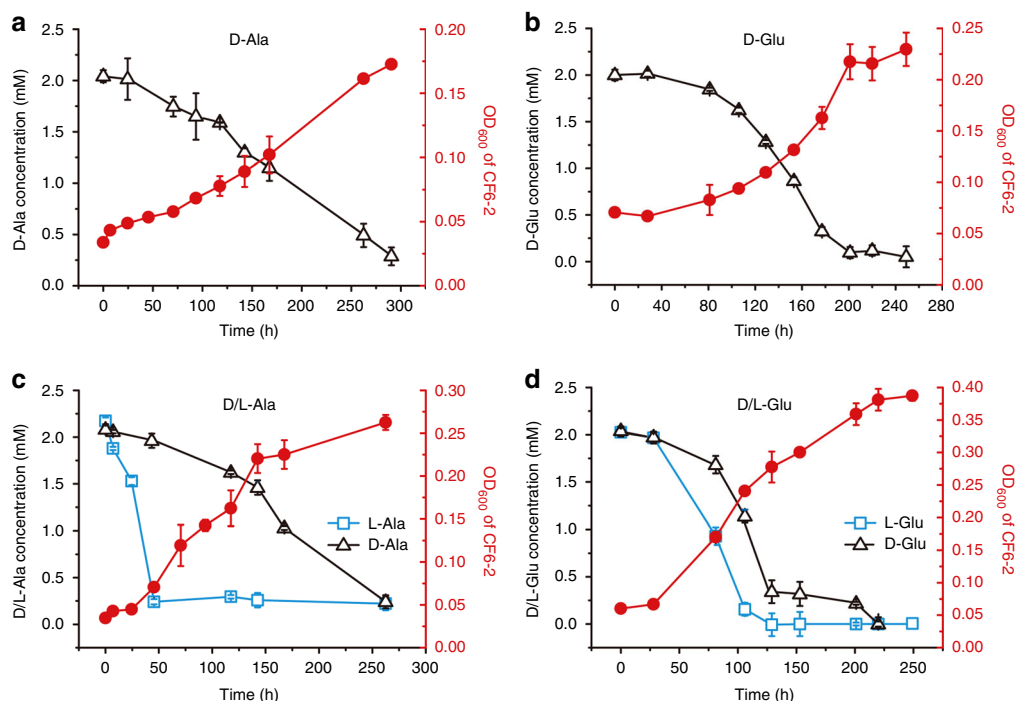 a
D-Ala
D-Ala concentration (mM)
2.5
2.0
1.5
1.0
0.5
0.0
0.20
0.15
0.10
0.05
0.00
OD600 of CF6-2
0 50 100 150 200 250 300
Time (h)
b
D-Glu
D-Glu concentration (mM)
2.5
2.0
1.5
1.0
0.5
0.0
0.25
0.20
0.15
0.10
0.05
0.00
OD600 of CF6-2
0 40 80 120 160 200 240 280
Time (h)
c
D/L-Ala
D/L-Ala concentration (mM)
2.5
2.0
1.5
1.0
0.5
0.0
L-Ala
D-Ala
0.30
0.25
0.20
0.15
0.10
0.05
0.00
OD600 of CF6-2
0 50 100 150 200 250 300
Time (h)
d
D/L-Glu
D/L-Glu concentration (mM)
2.5
2.0
1.5
1.0
0.5
0.0
L-Glu
D-Glu
0.40
0.30
0.20
0.10
0.00
OD600 of CF6-2
0 50 100 150 200 250
Time (h)